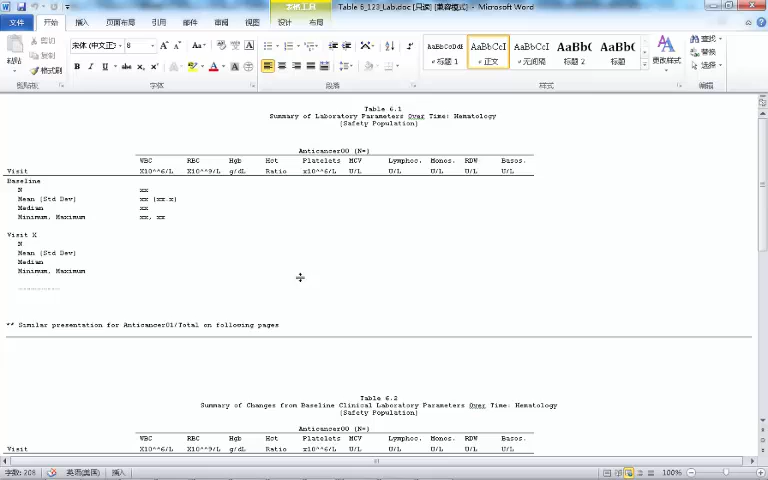 表格工具
Table 6_123_Lab.doc [只读] [兼容模式] - Microsoft Word
文件 开始 插入 页面布局 引用 邮件 审阅 视图 设计 布局
粘贴
剪切
复制
格式刷
剪贴板
宋体 (中文正) 8
字体
段落
AaBbCcDd AaBbCcI AaBbCcI AaBb( AaBbC
标题 1 正文 无间隔 标题 2 标题
更改样式
样式
查找
替换
选择
编辑
Table 6.1
Summary of Laboratory Parameters Over Time: Hematology
(Safety Population)
Anticancer00 (N=)
WBC RBC Hgb Hct Platelets MCV Lymphoc. Monos. RDW Basos.
Visit X10^^6/L X10^^9/L g/dL Ratio x10^^6/L U/L U/L U/L U/L U/L
Baseline
N xx
Mean (Std Dev) xx (xx.x)
Median xx
Minimum, Maximum xx, xx
Visit X
N
Mean (Std Dev)
Median
Minimum, Maximum
** Similar presentation for Anticancer01/Total on following pages
Table 6.2
Summary of Changes from Baseline Clinical Laboratory Parameters Over Time: Hematology
(Safety Population)
Anticancer00 (N=)
WBC RBC Hgb Hct Platelets MCV Lymphoc. Monos. RDW Basos.
Visit X10^^6/L X10^^9/L g/dL Ratio x10^^6/L U/L U/L U/L U/L U/L
字数: 208 英语(美国) 插入 100%